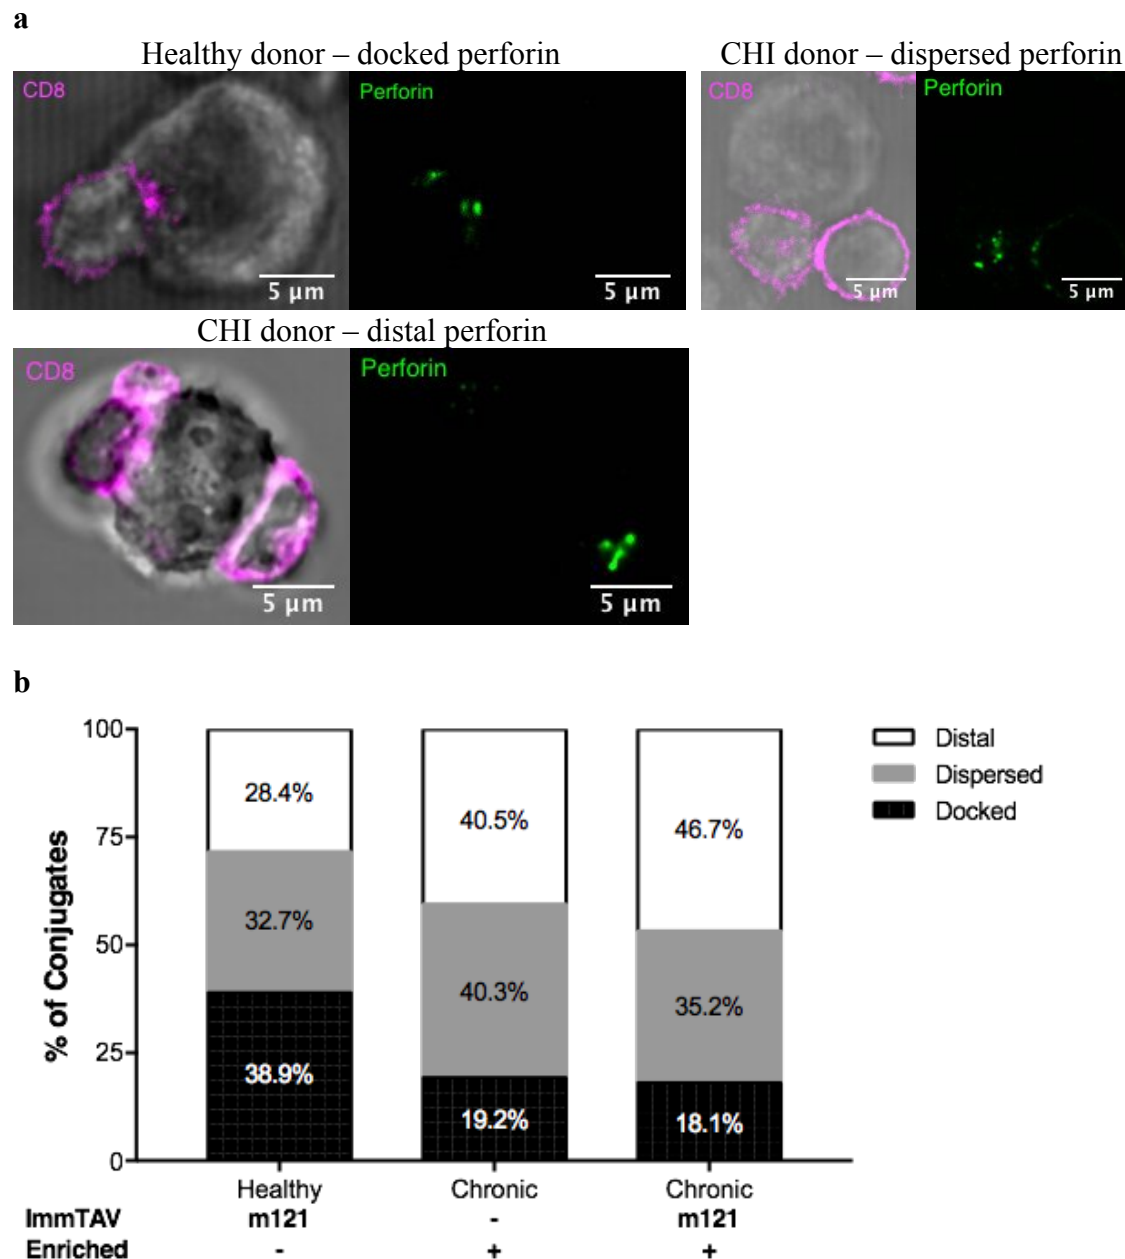 a
Healthy donor – docked perforin
CHI donor – dispersed perforin
CD8
Perforin
CD8
Perforin
5 μm
5 μm
5 μm
5 μm
CHI donor – distal perforin
CD8
Perforin
5 μm
5 μm
b
100
75
50
25
0
% of Conjugates
28.4%
32.7%
38.9%
40.5%
40.3%
19.2%
46.7%
35.2%
18.1%
Distal
Dispersed
Docked
Healthy Chronic Chronic
ImmTAV m121 - m121
Enriched - + +